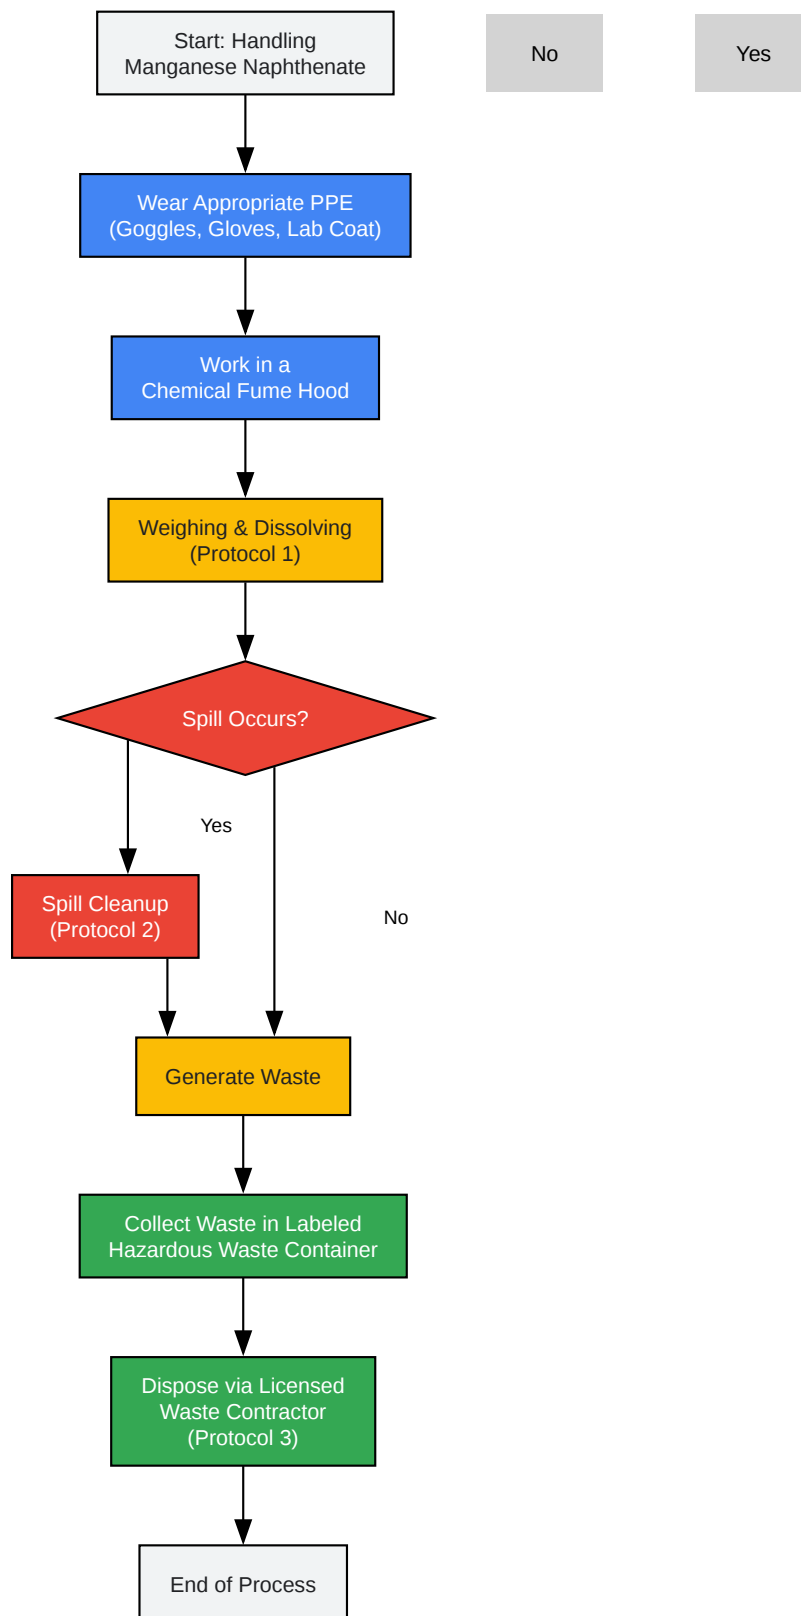 Start: Handling
Manganese Naphthenate
No
Yes
Wear Appropriate PPE
(Goggles, Gloves, Lab Coat)
Work in a
Chemical Fume Hood
Weighing & Dissolving
(Protocol 1)
Spill Occurs?
Yes
Spill Cleanup
(Protocol 2)
No
Generate Waste
Collect Waste in Labeled
Hazardous Waste Container
Dispose via Licensed
Waste Contractor
(Protocol 3)
End of Process